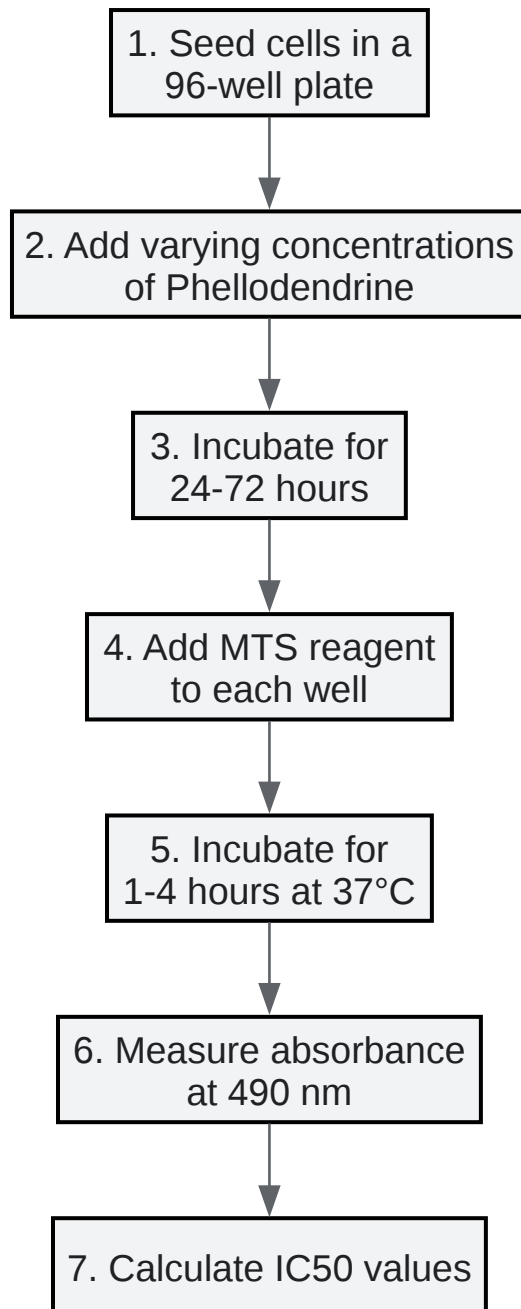 1. Seed cells in a
96-well plate
2. Add varying concentrations
of Phellodendrine
3. Incubate for
24-72 hours
4. Add MTS reagent
to each well
5. Incubate for
1-4 hours at 37°C
6. Measure absorbance
at 490 nm
7. Calculate IC50 values